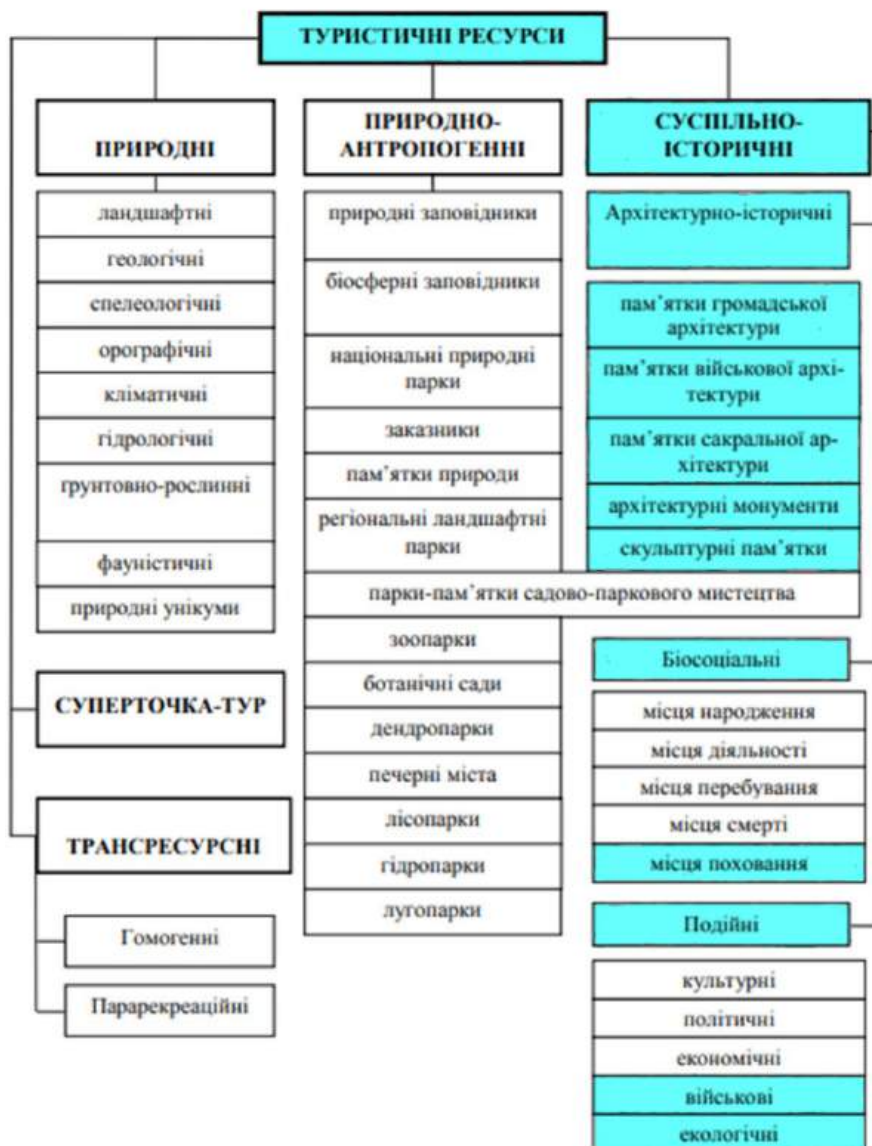 ТУРИСТИЧНІ РЕСУРСИ
ПРИРОДНІ
ландшафтні
геологічні
спелеологічні
орографічні
кліматичні
гідрологічні
ґрунтовно-рослинні
фауністичні
природні унікуми
СУПЕРТОЧКА-ТУР
ТРАНСРЕСУРСНІ
Гомогенні
Парарекреаційні
ПРИРОДНО-
АНТРОПОГЕННІ
природні заповідники
біосферні заповідники
національні природні
парки
заказники
пам’ятки природи
регіональні ландшафтні
парки
парки-пам’ятки садово-паркового мистецтва
зоопарки
ботанічні сади
дендропарки
печерні міста
лісопарки
гідропарки
лугопарки
СУСПІЛЬНО-
ІСТОРИЧНІ
Архітектурно-історичні
пам’ятки громадської
архітектури
пам’ятки військової архі-
тектури
пам’ятки сакральної ар-
хітектури
архітектурні монументи
скульптурні пам’ятки
Біосоціальні
місця народження
місця діяльності
місця перебування
місця смерті
місця поховання
Подійні
культурні
політичні
економічні
військові
екологічні